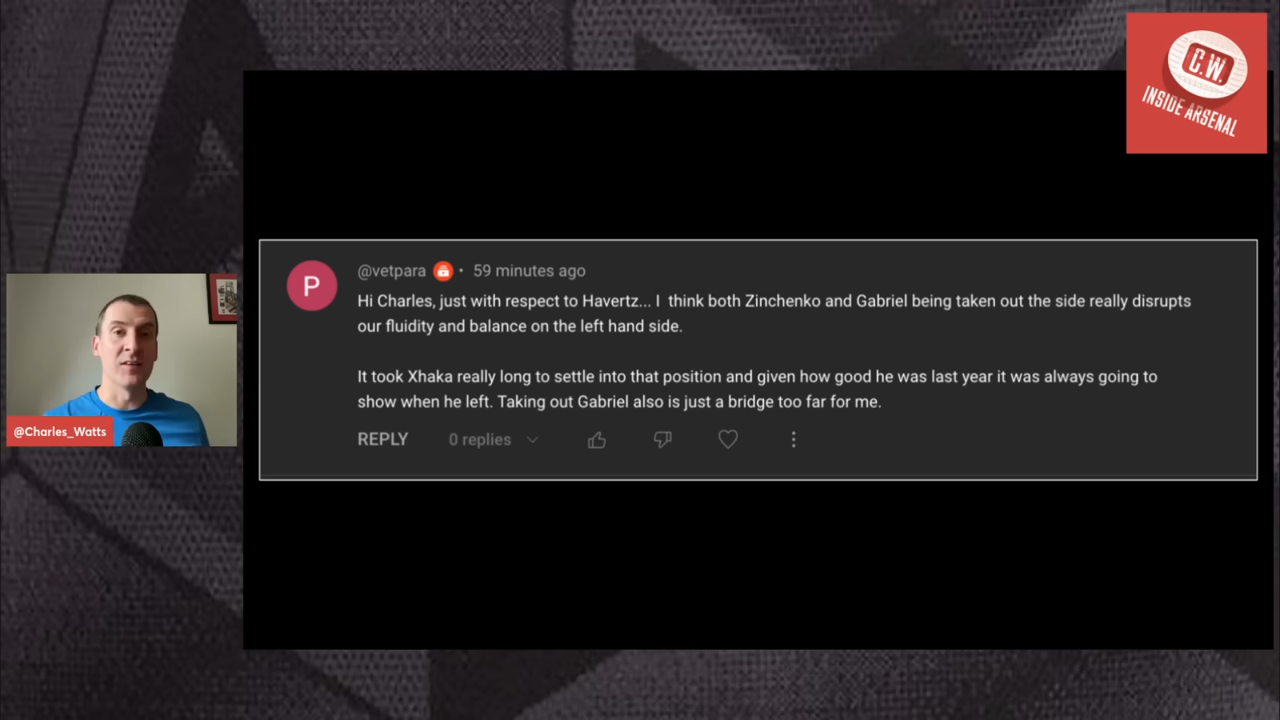 C.W.
INSIDE ARSENAL
P
@vetpara • 59 minutes ago
Hi Charles, just with respect to Havertz... I think both Zinchenko and Gabriel being taken out the side really disrupts
our fluidity and balance on the left hand side.
It took Xhaka really long to settle into that position and given how good he was last year it was always going to
show when he left. Taking out Gabriel also is just a bridge too far for me.
REPLY 0 replies
@Charles_Watts